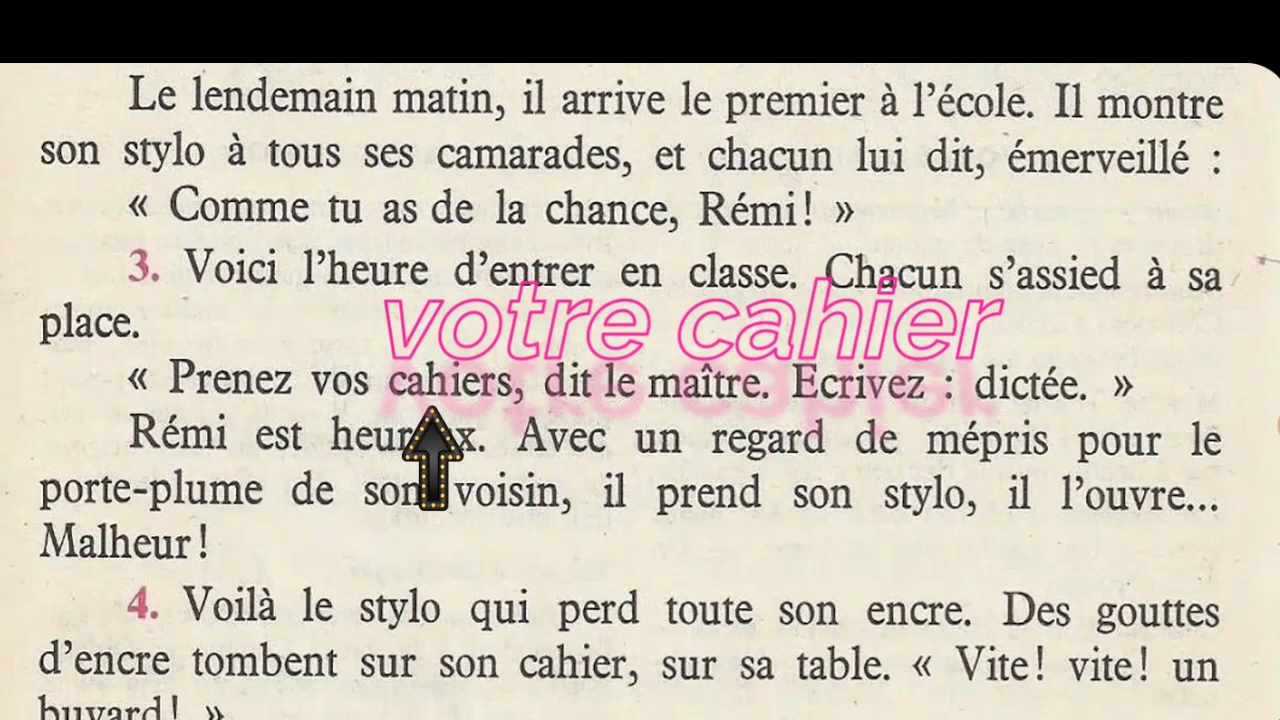 Le lendemain matin, il arrive le premier à l'école. Il montre
son stylo à tous ses camarades, et chacun lui dit, émerveillé :
« Comme tu as de la chance, Rémi! »
3. Voici l'heure d'entrer en classe. Chacun s'assied à sa
votre cahier
place.
« Prenez vos cahiers, dit le maître. Ecrivez : dictée. »
Rémi est heureux. Avec un regard de mépris pour le
porte-plume de son voisin, il prend son stylo, il l'ouvre...
Malheur!
4. Voilà le stylo qui perd toute son encre. Des gouttes
d'encre tombent sur son cahier, sur sa table. « Vite! vite! un
buvard! »